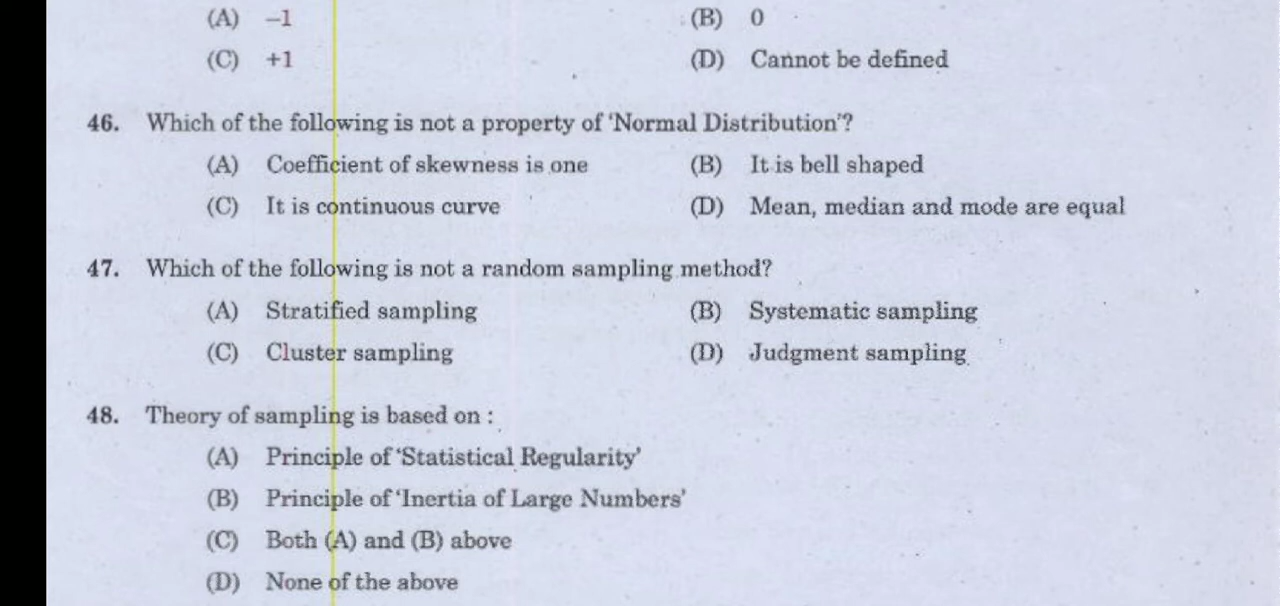 (A) –1 (B) 0
(C) +1 (D) Cannot be defined
46. Which of the following is not a property of ‘Normal Distribution’?
(A) Coefficient of skewness is one (B) It is bell shaped
(C) It is continuous curve (D) Mean, median and mode are equal
47. Which of the following is not a random sampling method?
(A) Stratified sampling (B) Systematic sampling
(C) Cluster sampling (D) Judgment sampling
48. Theory of sampling is based on :
(A) Principle of ‘Statistical Regularity’
(B) Principle of ‘Inertia of Large Numbers’
(C) Both (A) and (B) above
(D) None of the above